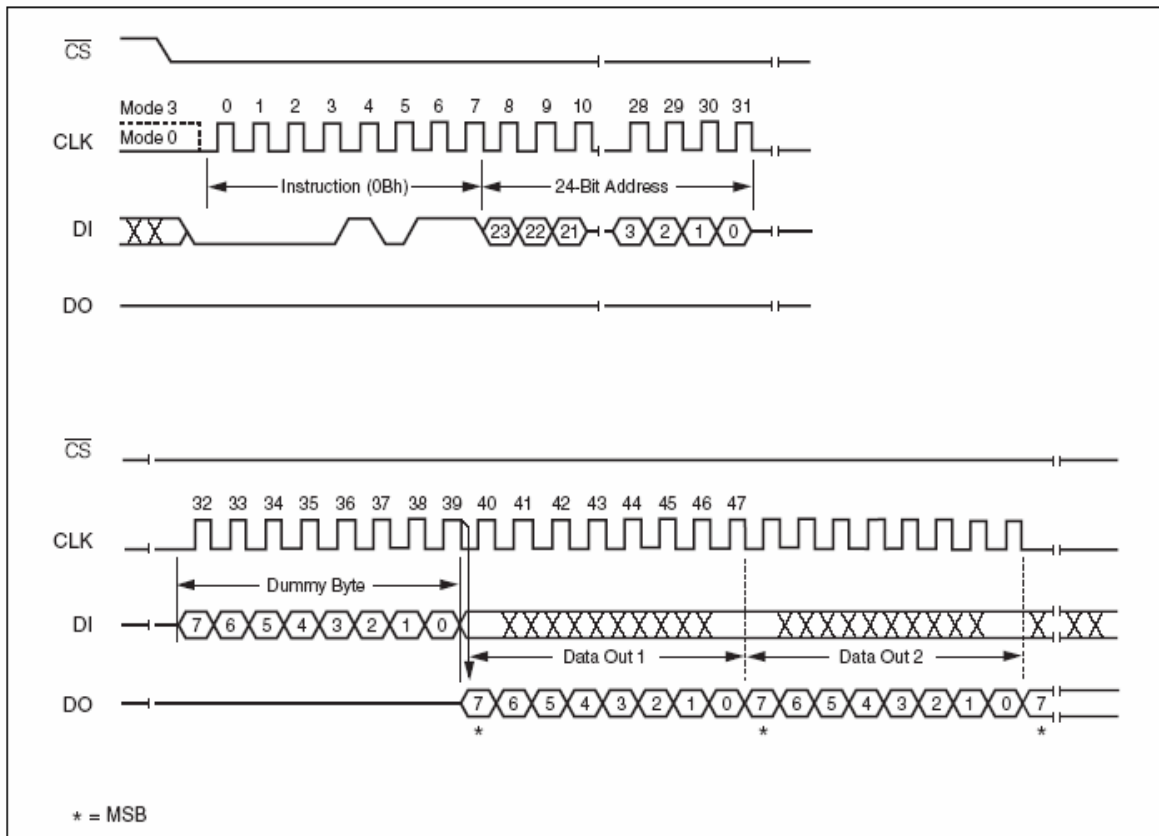 CS
Mode 3 0 1 2 3 4 5 6 7 8 9 10 28 29 30 31
CLK Mode 0
Instruction (0Bh) 24-Bit Address
DI 23 22 21 3 2 1 0
DO
CS
32 33 34 35 36 37 38 39 40 41 42 43 44 45 46 47
CLK
Dummy Byte
DI 7 6 5 4 3 2 1 0
Data Out 1 Data Out 2
DO 7 6 5 4 3 2 1 0 7 6 5 4 3 2 1 0 7
* * *
* = MSB